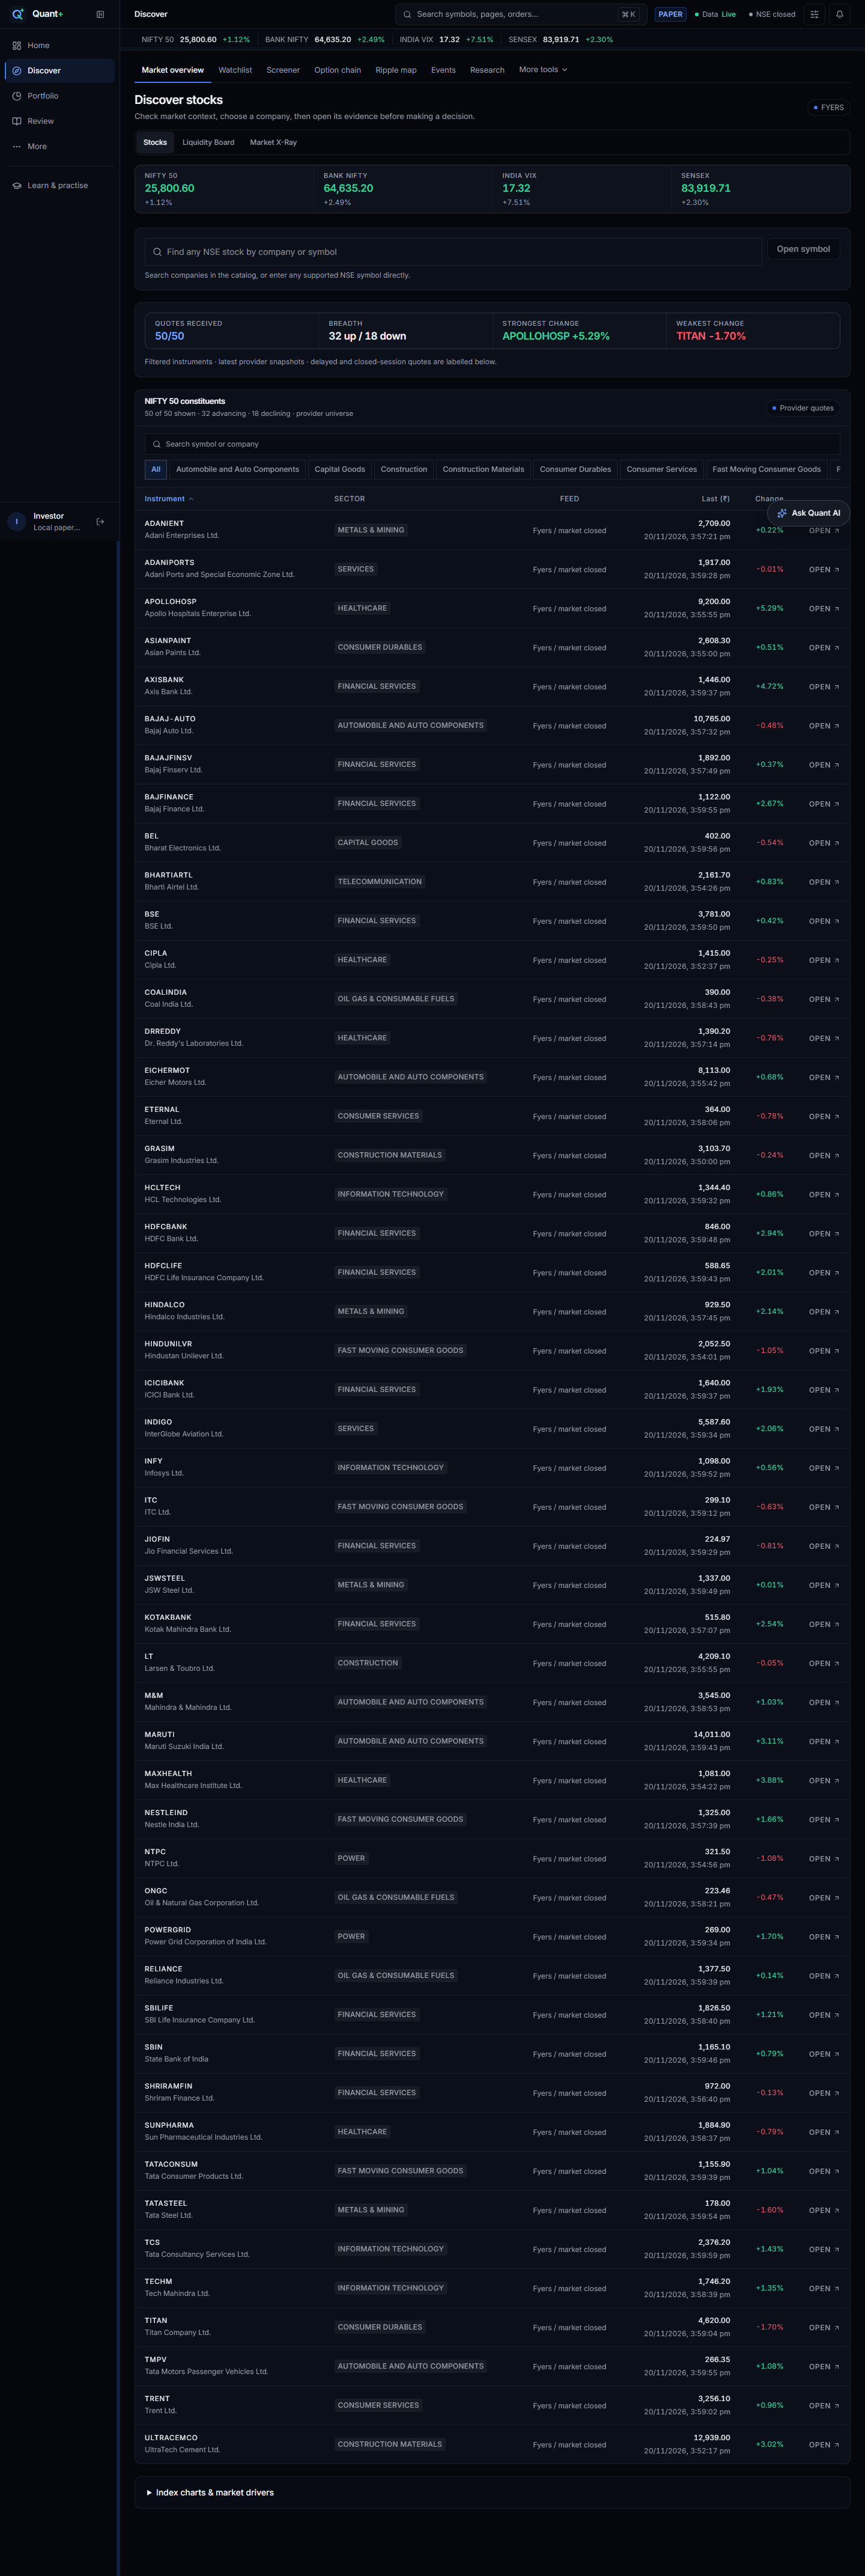 Quant+
Home
Discover
Portfolio
Review
More
Learn & practise
Investor
Local paper...
Discover
Search symbols, pages, orders...
⌘ K
PAPER
Data Live
NSE closed
NIFTY 50 25,800.60 +1.12%
BANK NIFTY 64,635.20 +2.49%
INDIA VIX 17.32 +7.51%
SENSEX 83,919.71 +2.30%
Market overview Watchlist Screener Option chain Ripple map Events Research More tools
Discover stocks
Check market context, choose a company, then open its evidence before making a decision.
FYERS
Stocks Liquidity Board Market X-Ray
NIFTY 50
25,800.60
+1.12%
BANK NIFTY
64,635.20
+2.49%
INDIA VIX
17.32
+7.51%
SENSEX
83,919.71
+2.30%
Find any NSE stock by company or symbol
Open symbol
Search companies in the catalog, or enter any supported NSE symbol directly.
QUOTES RECEIVED
50/50
BREADTH
32 up / 18 down
STRONGEST CHANGE
APOLLOHOSP +5.29%
WEAKEST CHANGE
TITAN -1.70%
Filtered instruments · latest provider snapshots · delayed and closed-session quotes are labelled below.
NIFTY 50 constituents
50 of 50 shown · 32 advancing · 18 declining · provider universe
Provider quotes
Search symbol or company
All Automobile and Auto Components Capital Goods Construction Construction Materials Consumer Durables Consumer Services Fast Moving Consumer Goods F
Instrument SECTOR FEED Last (₹) Change
Ask Quant AI
ADANIENT METALS & MINING Fyers / market closed 2,709.00 +0.22% OPEN
Adani Enterprises Ltd. 20/11/2026, 3:57:21 pm
ADANIPORTS SERVICES Fyers / market closed 1,917.00 -0.01% OPEN
Adani Ports and Special Economic Zone Ltd. 20/11/2026, 3:59:28 pm
APOLLOHOSP HEALTHCARE Fyers / market closed 9,200.00 +5.29% OPEN
Apollo Hospitals Enterprise Ltd. 20/11/2026, 3:55:55 pm
ASIANPAINT CONSUMER DURABLES Fyers / market closed 2,608.30 +0.51% OPEN
Asian Paints Ltd. 20/11/2026, 3:55:00 pm
AXISBANK FINANCIAL SERVICES Fyers / market closed 1,446.00 +4.72% OPEN
Axis Bank Ltd. 20/11/2026, 3:59:37 pm
BAJAJ-AUTO AUTOMOBILE AND AUTO COMPONENTS Fyers / market closed 10,765.00 -0.48% OPEN
Bajaj Auto Ltd. 20/11/2026, 3:57:32 pm
BAJAJFINSV FINANCIAL SERVICES Fyers / market closed 1,892.00 +0.37% OPEN
Bajaj Finserv Ltd. 20/11/2026, 3:57:49 pm
BAJFINANCE FINANCIAL SERVICES Fyers / market closed 1,122.00 +2.67% OPEN
Bajaj Finance Ltd. 20/11/2026, 3:59:55 pm
BEL CAPITAL GOODS Fyers / market closed 402.00 -0.54% OPEN
Bharat Electronics Ltd. 20/11/2026, 3:59:56 pm
BHARTIARTL TELECOMMUNICATION Fyers / market closed 2,161.70 +0.83% OPEN
Bharti Airtel Ltd. 20/11/2026, 3:54:26 pm
BSE FINANCIAL SERVICES Fyers / market closed 3,781.00 +0.42% OPEN
BSE Ltd. 20/11/2026, 3:59:50 pm
CIPLA HEALTHCARE Fyers / market closed 1,415.00 -0.25% OPEN
Cipla Ltd. 20/11/2026, 3:52:37 pm
COALINDIA OIL GAS & CONSUMABLE FUELS Fyers / market closed 390.00 -0.38% OPEN
Coal India Ltd. 20/11/2026, 3:58:43 pm
DRREDDY HEALTHCARE Fyers / market closed 1,390.20 -0.76% OPEN
Dr. Reddy's Laboratories Ltd. 20/11/2026, 3:57:14 pm
EICHERMOT AUTOMOBILE AND AUTO COMPONENTS Fyers / market closed 8,113.00 +0.68% OPEN
Eicher Motors Ltd. 20/11/2026, 3:55:42 pm
ETERNAL CONSUMER SERVICES Fyers / market closed 364.00 -0.78% OPEN
Eternal Ltd. 20/11/2026, 3:58:06 pm
GRASIM CONSTRUCTION MATERIALS Fyers / market closed 3,103.70 -0.24% OPEN
Grasim Industries Ltd. 20/11/2026, 3:50:00 pm
HCLTECH INFORMATION TECHNOLOGY Fyers / market closed 1,344.40 +0.86% OPEN
HCL Technologies Ltd. 20/11/2026, 3:59:32 pm
HDFCBANK FINANCIAL SERVICES Fyers / market closed 846.00 +2.94% OPEN
HDFC Bank Ltd. 20/11/2026, 3:59:48 pm
HDFCLIFE FINANCIAL SERVICES Fyers / market closed 588.65 +2.01% OPEN
HDFC Life Insurance Company Ltd. 20/11/2026, 3:59:43 pm
HINDALCO METALS & MINING Fyers / market closed 929.50 +2.14% OPEN
Hindalco Industries Ltd. 20/11/2026, 3:57:45 pm
HINDUNILVR FAST MOVING CONSUMER GOODS Fyers / market closed 2,052.50 -1.05% OPEN
Hindustan Unilever Ltd. 20/11/2026, 3:54:01 pm
ICICIBANK FINANCIAL SERVICES Fyers / market closed 1,640.00 +1.93% OPEN
ICICI Bank Ltd. 20/11/2026, 3:59:37 pm
INDIGO SERVICES Fyers / market closed 5,587.60 +2.06% OPEN
InterGlobe Aviation Ltd. 20/11/2026, 3:59:34 pm
INFY INFORMATION TECHNOLOGY Fyers / market closed 1,098.00 +0.56% OPEN
Infosys Ltd. 20/11/2026, 3:59:52 pm
ITC FAST MOVING CONSUMER GOODS Fyers / market closed 299.10 -0.63% OPEN
ITC Ltd. 20/11/2026, 3:59:12 pm
JIOFIN FINANCIAL SERVICES Fyers / market closed 224.97 -0.81% OPEN
Jio Financial Services Ltd. 20/11/2026, 3:59:29 pm
JSWSTEEL METALS & MINING Fyers / market closed 1,337.00 +0.01% OPEN
JSW Steel Ltd. 20/11/2026, 3:59:49 pm
KOTAKBANK FINANCIAL SERVICES Fyers / market closed 515.80 +2.54% OPEN
Kotak Mahindra Bank Ltd. 20/11/2026, 3:57:07 pm
LT CONSTRUCTION Fyers / market closed 4,209.10 -0.05% OPEN
Larsen & Toubro Ltd. 20/11/2026, 3:55:55 pm
M&M AUTOMOBILE AND AUTO COMPONENTS Fyers / market closed 3,545.00 +1.03% OPEN
Mahindra & Mahindra Ltd. 20/11/2026, 3:58:53 pm
MARUTI AUTOMOBILE AND AUTO COMPONENTS Fyers / market closed 14,011.00 +3.11% OPEN
Maruti Suzuki India Ltd. 20/11/2026, 3:59:43 pm
MAXHEALTH HEALTHCARE Fyers / market closed 1,081.00 +3.88% OPEN
Max Healthcare Institute Ltd. 20/11/2026, 3:54:22 pm
NESTLEIND FAST MOVING CONSUMER GOODS Fyers / market closed 1,325.00 +1.66% OPEN
Nestle India Ltd. 20/11/2026, 3:57:39 pm
NTPC POWER Fyers / market closed 321.50 -1.08% OPEN
NTPC Ltd. 20/11/2026, 3:54:56 pm
ONGC OIL GAS & CONSUMABLE FUELS Fyers / market closed 223.46 -0.47% OPEN
Oil & Natural Gas Corporation Ltd. 20/11/2026, 3:58:21 pm
POWERGRID POWER Fyers / market closed 269.00 +1.70% OPEN
Power Grid Corporation of India Ltd. 20/11/2026, 3:59:34 pm
RELIANCE OIL GAS & CONSUMABLE FUELS Fyers / market closed 1,377.50 +0.14% OPEN
Reliance Industries Ltd. 20/11/2026, 3:59:39 pm
SBILIFE FINANCIAL SERVICES Fyers / market closed 1,826.50 +1.21% OPEN
SBI Life Insurance Company Ltd. 20/11/2026, 3:58:40 pm
SBIN FINANCIAL SERVICES Fyers / market closed 1,165.10 +0.79% OPEN
State Bank of India 20/11/2026, 3:59:46 pm
SHRIRAMFIN FINANCIAL SERVICES Fyers / market closed 972.00 -0.13% OPEN
Shriram Finance Ltd. 20/11/2026, 3:56:40 pm
SUNPHARMA HEALTHCARE Fyers / market closed 1,884.90 -0.79% OPEN
Sun Pharmaceutical Industries Ltd. 20/11/2026, 3:58:37 pm
TATACONSUM FAST MOVING CONSUMER GOODS Fyers / market closed 1,155.90 +1.04% OPEN
Tata Consumer Products Ltd. 20/11/2026, 3:59:39 pm
TATASTEEL METALS & MINING Fyers / market closed 178.00 -1.60% OPEN
Tata Steel Ltd. 20/11/2026, 3:59:54 pm
TCS INFORMATION TECHNOLOGY Fyers / market closed 2,376.20 +1.43% OPEN
Tata Consultancy Services Ltd. 20/11/2026, 3:59:59 pm
TECHM INFORMATION TECHNOLOGY Fyers / market closed 1,746.20 +1.35% OPEN
Tech Mahindra Ltd. 20/11/2026, 3:58:39 pm
TITAN CONSUMER DURABLES Fyers / market closed 4,620.00 -1.70% OPEN
Titan Company Ltd. 20/11/2026, 3:59:04 pm
TMPV AUTOMOBILE AND AUTO COMPONENTS Fyers / market closed 266.35 +1.08% OPEN
Tata Motors Passenger Vehicles Ltd. 20/11/2026, 3:59:55 pm
TRENT CONSUMER SERVICES Fyers / market closed 3,256.10 +0.96% OPEN
Trent Ltd. 20/11/2026, 3:59:02 pm
ULTRACEMCO CONSTRUCTION MATERIALS Fyers / market closed 12,939.00 +3.02% OPEN
UltraTech Cement Ltd. 20/11/2026, 3:52:17 pm
Index charts & market drivers